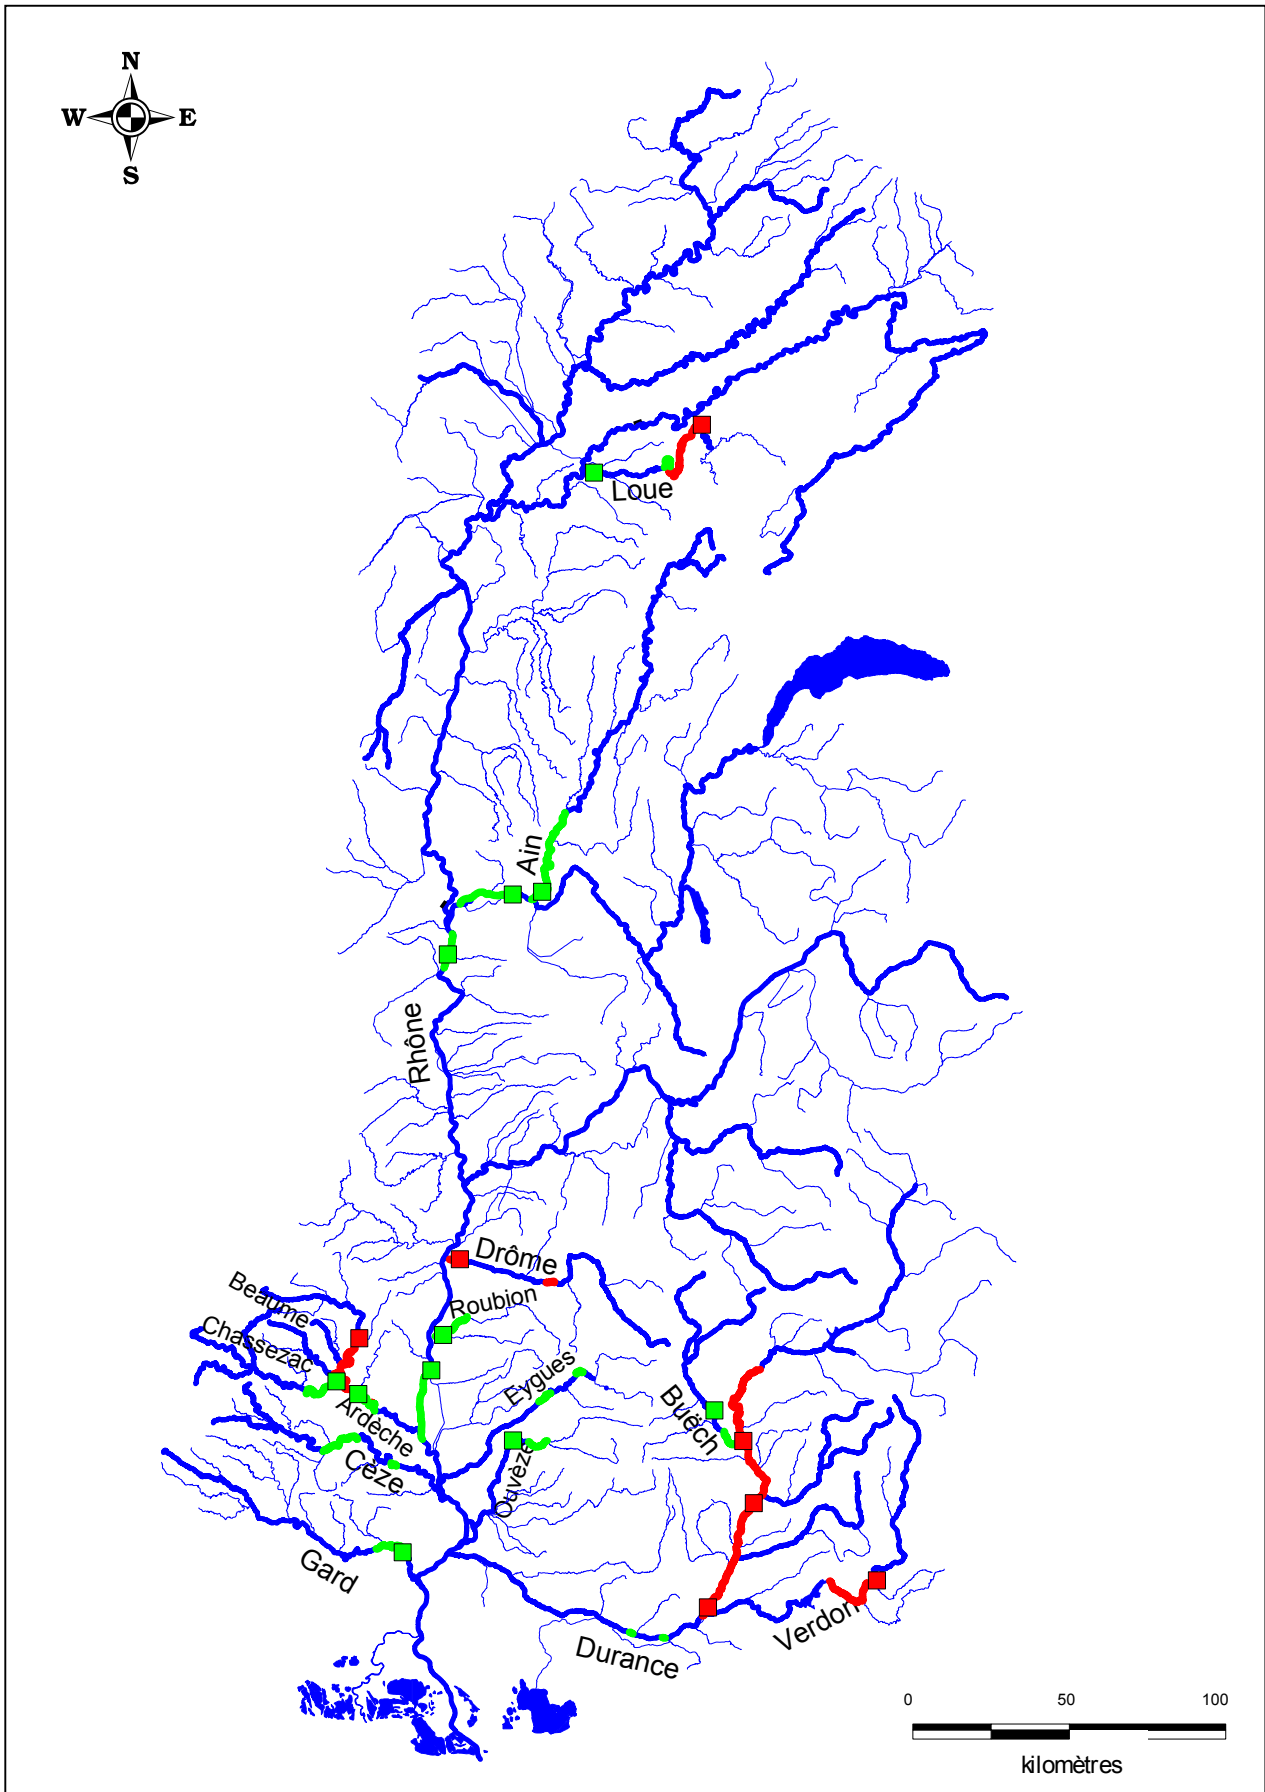 N
W E
S
Loue
Ain
Rhône
Drôme
Roubion
Beaume
Chassezac
Eygues
Ardèche
Buëch
Cèze
Ouvèze
Gard
Verdon
Durance
0 50 100
kilomètres